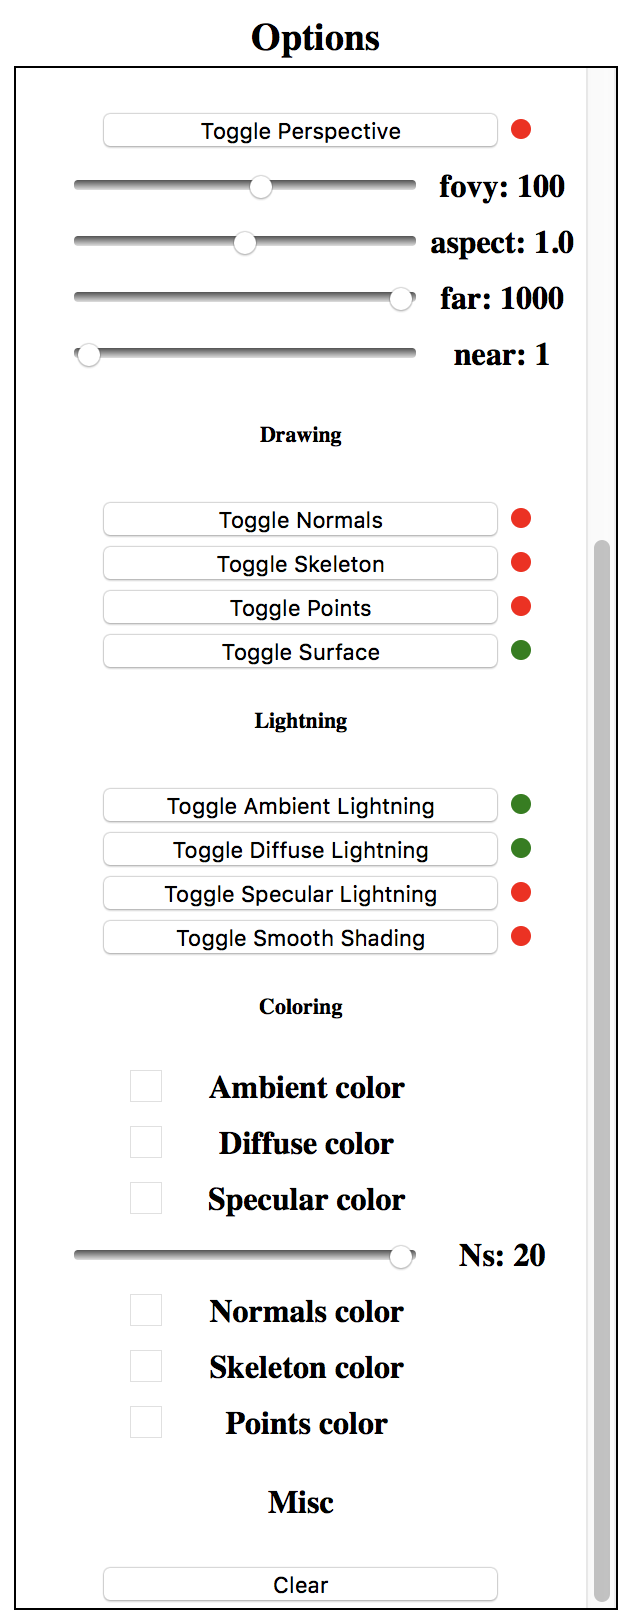 Options
Toggle Perspective
fovy: 100
aspect: 1.0
far: 1000
near: 1
Drawing
Toggle Normals
Toggle Skeleton
Toggle Points
Toggle Surface
Lightning
Toggle Ambient Lightning
Toggle Diffuse Lightning
Toggle Specular Lightning
Toggle Smooth Shading
Coloring
Ambient color
Diffuse color
Specular color
Ns: 20
Normals color
Skeleton color
Points color
Misc
Clear